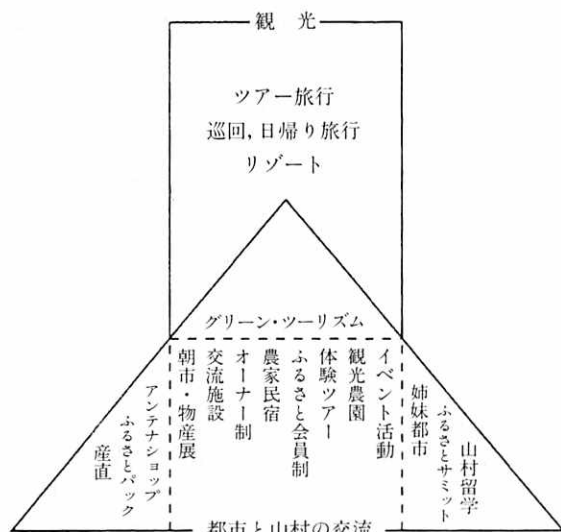 観光
ツアー旅行
巡回,日帰り旅行
リゾート
グリーン・ツーリズム
イベント活動
観光農園
体験ツアー
ふるさと会員制
農家民宿
オーナー制
交流施設
朝市・物産展
アンテナショップ
ふるさとパック
産直
山村留学
ふるさとサミット
姉妹都市
都市と山村の交流